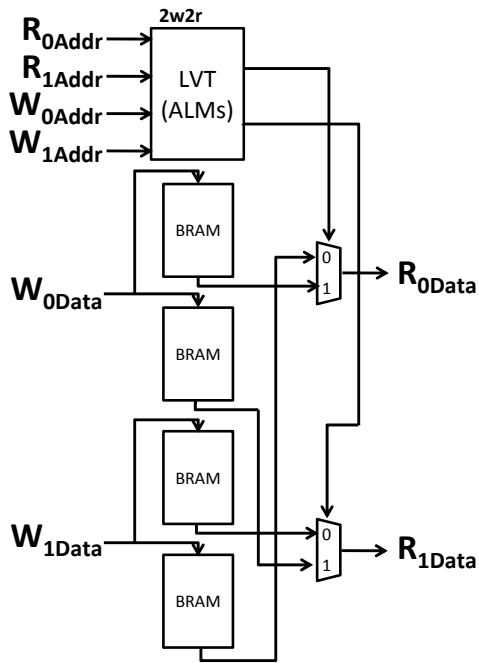 2w2r
R0Addr
R1Addr
W0Addr
W1Addr
LVT
(ALMs)
BRAM
0
1
R0Data
W0Data
BRAM
BRAM
W1Data
0
1
R1Data
BRAM